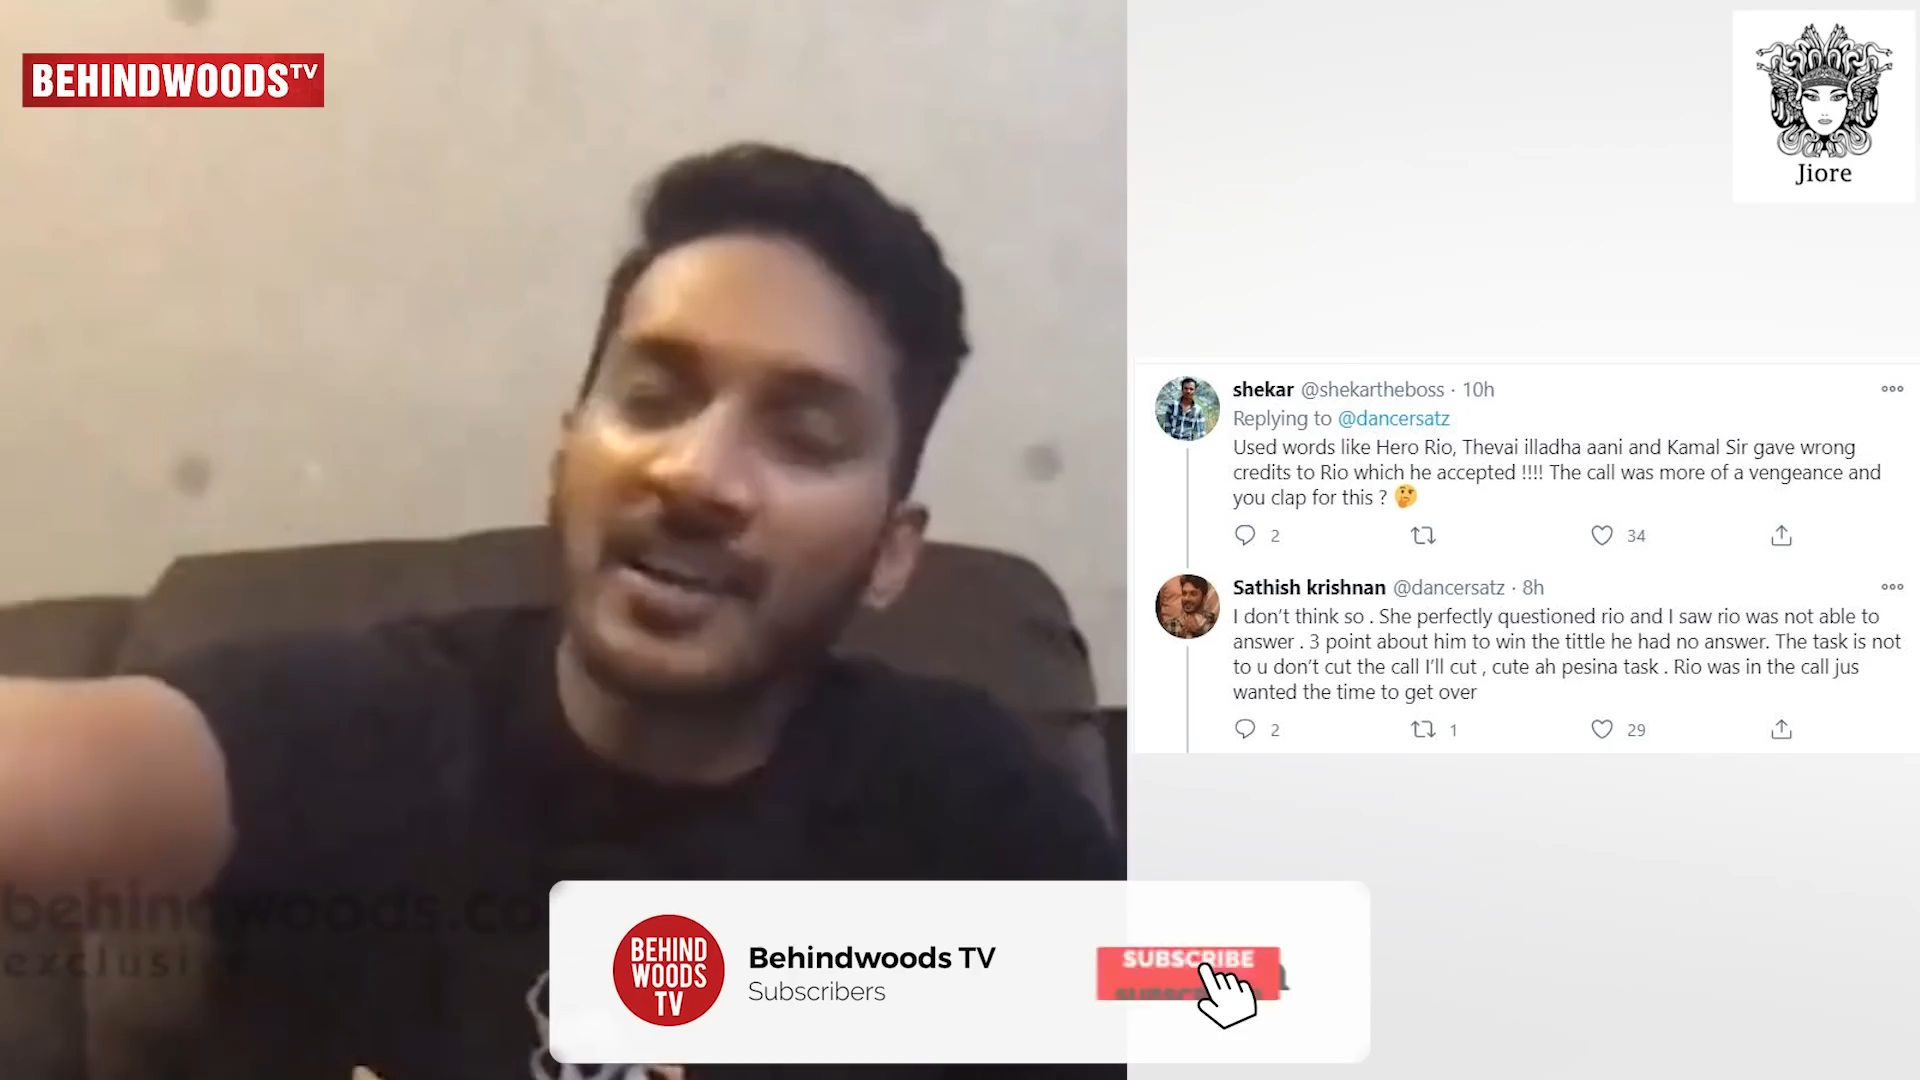 BEHINDWOODS TV
Jiore
shekar @shekartheboss · 10h
Replying to @dancersatz
Used words like Hero Rio, Thevai illadha aani and Kamal Sir gave wrong
credits to Rio which he accepted !!!! The call was more of a vengeance and
you clap for this ? 🤔
2 34
Sathish krishnan @dancersatz · 8h
I don't think so . She perfectly questioned rio and I saw rio was not able to
answer . 3 point about him to win the tittle he had no answer. The task is not
to u don't cut the call I'll cut , cute ah pesina task . Rio was in the call jus
wanted the time to get over
2 1 29
behindwoods.co
exclusi
BEHIND
WOODS
TV
Behindwoods TV
Subscribers
SUBSCRIBE